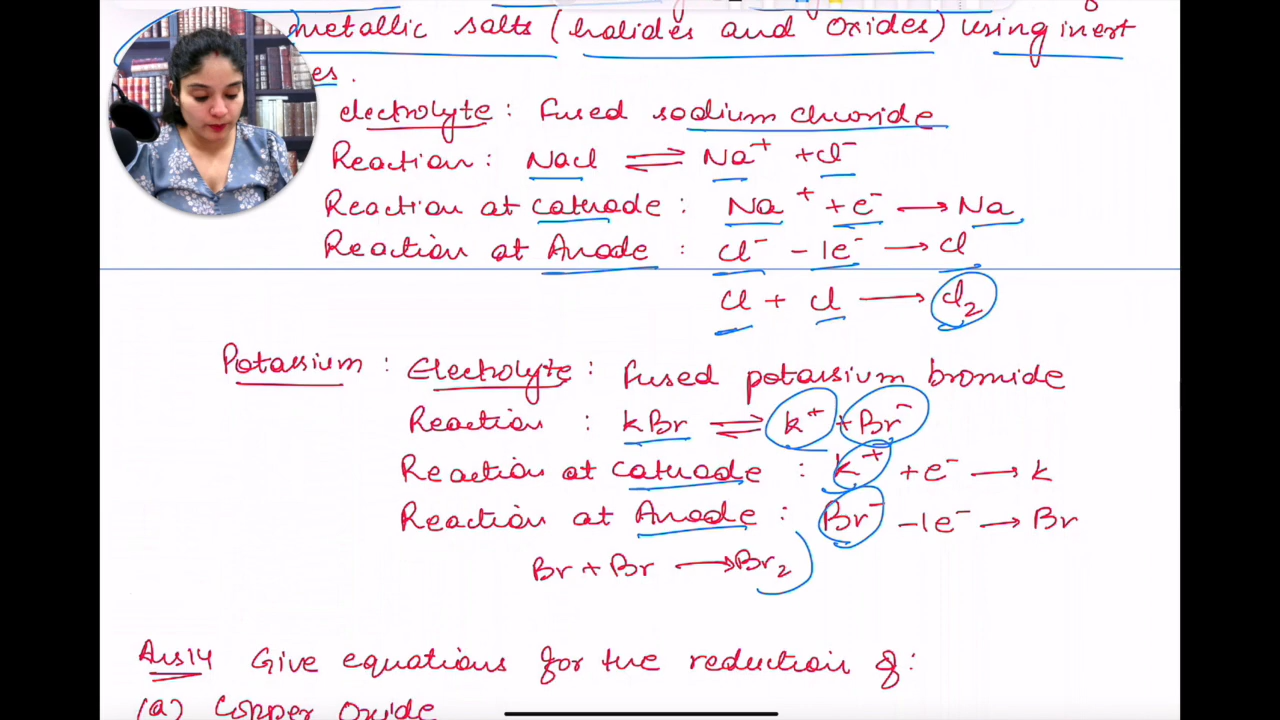 metallic salts (halides and oxides) using inert
es.
electrolyte : Fused sodium chloride
Reaction : NaCl ⇌ Na⁺ + Cl⁻
Reaction at cathode : Na⁺ + e⁻ → Na
Reaction at Anode : Cl⁻ - 1e⁻ → Cl
Cl + Cl → Cl₂
Potassium : Electrolyte : Fused potassium bromide
Reaction : KBr ⇌ K⁺ + Br⁻
Reaction at cathode : K⁺ + e⁻ → K
Reaction at Anode : Br⁻ - 1e⁻ → Br
Br + Br → Br₂
Ans14 Give equations for the reduction of :
(a) Copper Oxide